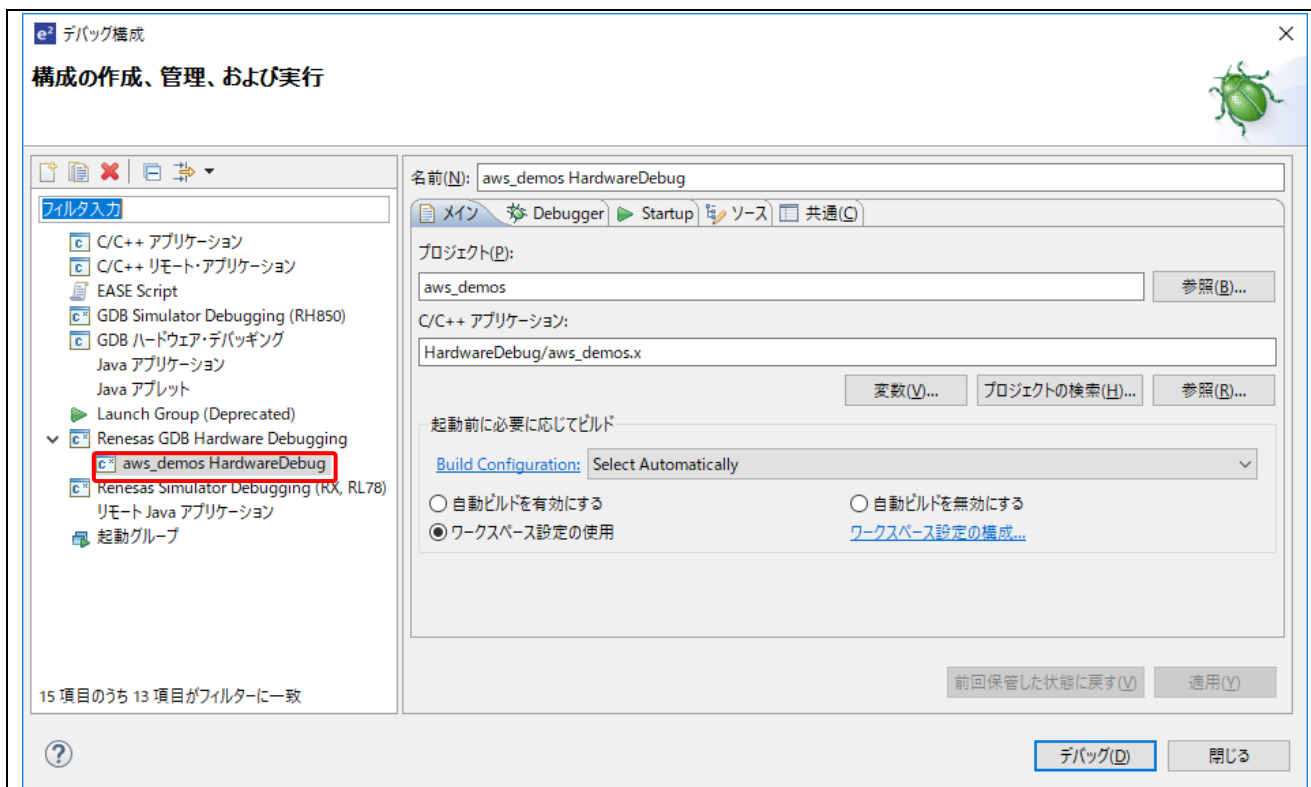 e² デバッグ構成
構成の作成、管理、および実行
フィルタ入力
C/C++ アプリケーション
C/C++ リモート・アプリケーション
EASE Script
GDB Simulator Debugging (RH850)
GDB ハードウェア・デバッギング
Java アプリケーション
Java アプレット
Launch Group (Deprecated)
Renesas GDB Hardware Debugging
aws_demos HardwareDebug
Renesas Simulator Debugging (RX, RL78)
リモート Java アプリケーション
起動グループ
15 項目のうち 13 項目がフィルターに一致
名前(N): aws_demos HardwareDebug
メイン Debugger Startup ソース 共通(C)
プロジェクト(P):
aws_demos 参照(B)...
C/C++ アプリケーション:
HardwareDebug/aws_demos.x
変数(V)... プロジェクトの検索(H)... 参照(R)...
起動前に必要に応じてビルド
Build Configuration: Select Automatically
自動ビルドを有効にする 自動ビルドを無効にする
ワークスペース設定の使用 ワークスペース設定の構成...
前回保管した状態に戻す(V) 適用(Y)
デバッグ(D) 閉じる